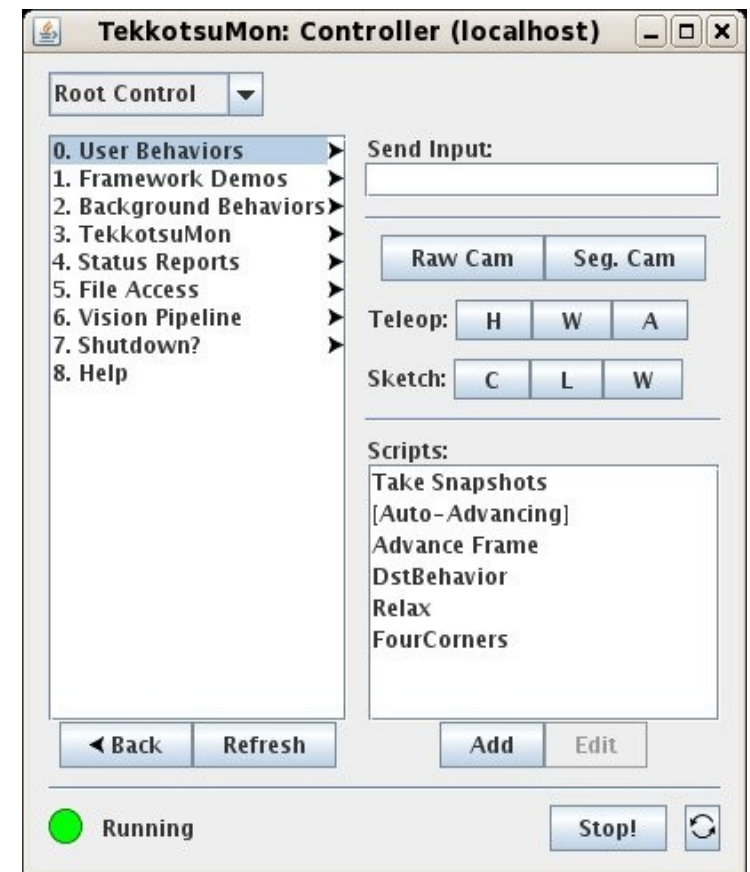 TekkotsuMon: Controller (localhost)
Root Control
0. User Behaviors
1. Framework Demos
2. Background Behaviors
3. TekkotsuMon
4. Status Reports
5. File Access
6. Vision Pipeline
7. Shutdown?
8. Help
Back Refresh
Send Input:
Raw Cam Seg. Cam
Teleop: H W A
Sketch: C L W
Scripts:
Take Snapshots
[Auto-Advancing]
Advance Frame
DstBehavior
Relax
FourCorners
Add Edit
Running
Stop!